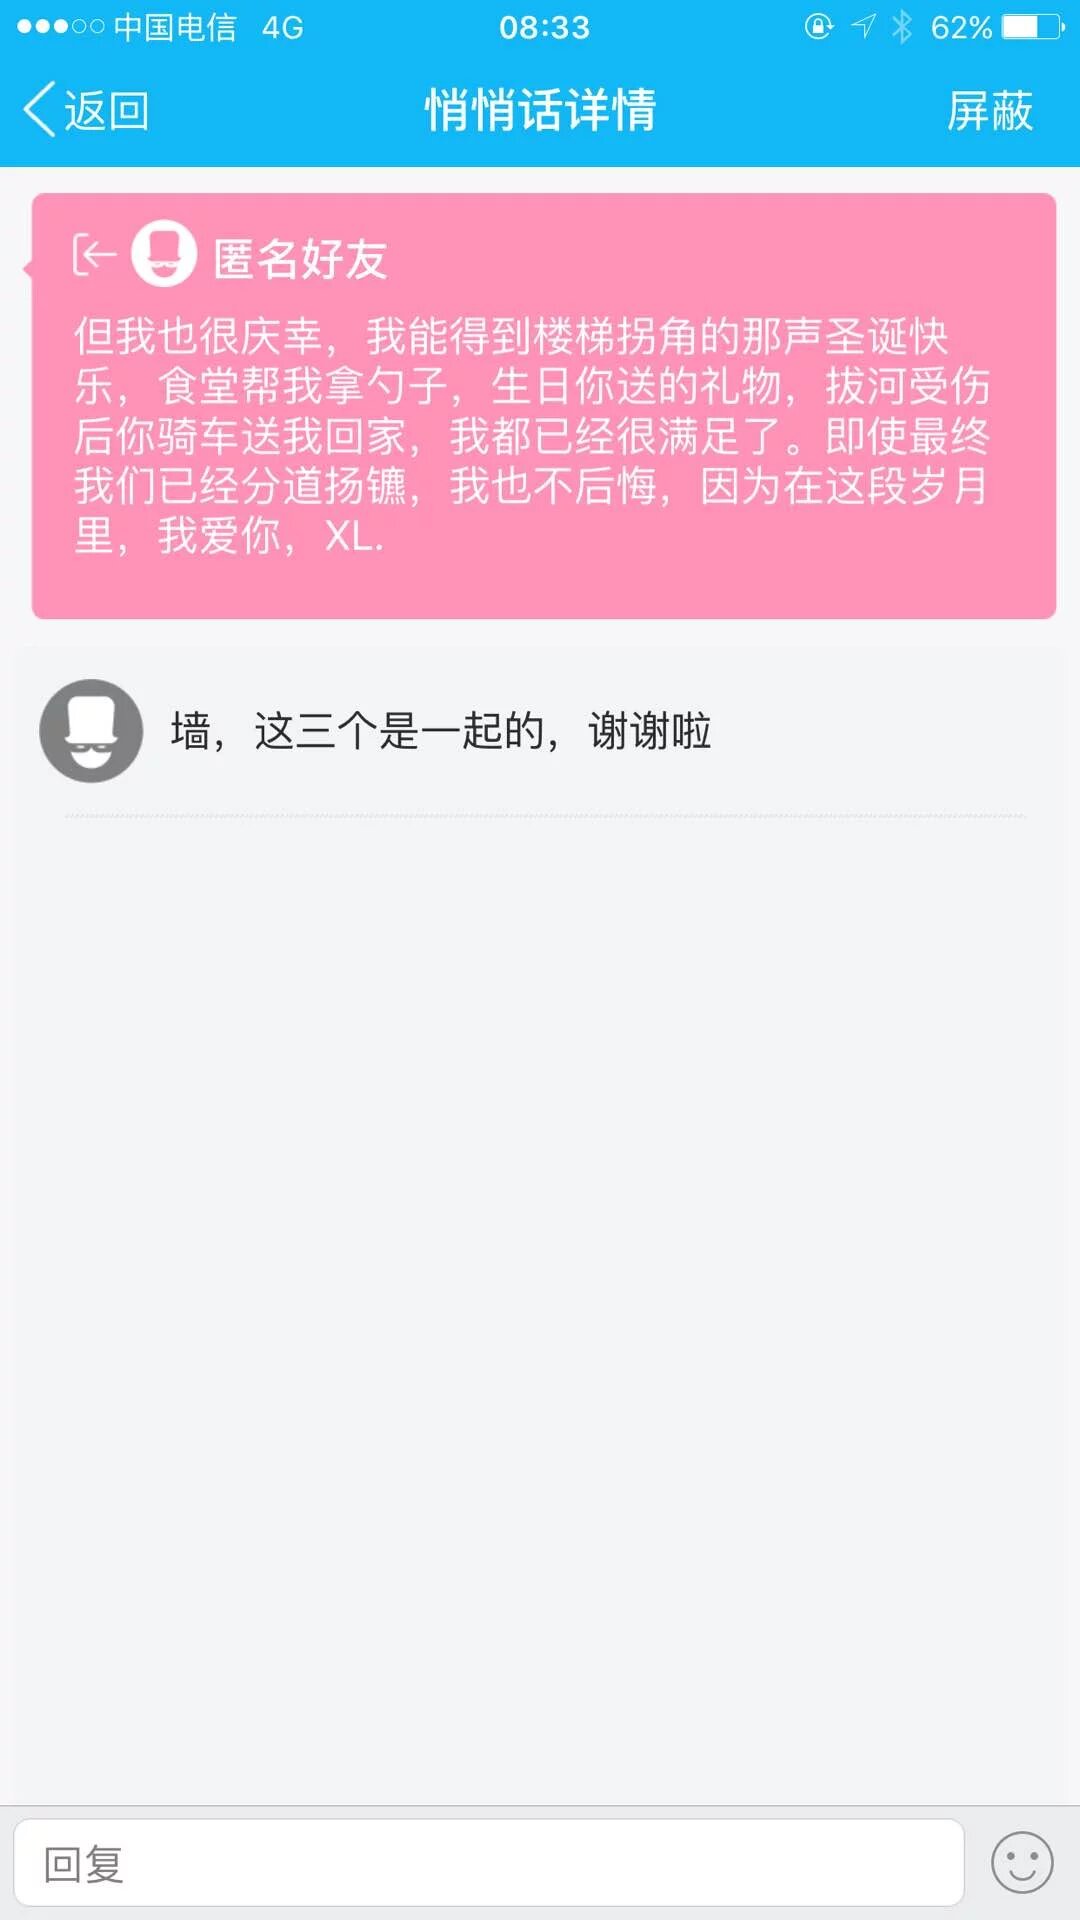 中国电信 4G 08:33 62%
返回 悄悄话详情 屏蔽
匿名好友
但我也很庆幸，我能得到楼梯拐角的那声圣诞快
乐，食堂帮我拿勺子，生日你送的礼物，拔河受伤
后你骑车送我回家，我都已经很满足了。即使最终
我们已经分道扬镳，我也不后悔，因为在这段岁月
里，我爱你，XL.
墙，这三个是一起的，谢谢啦
回复